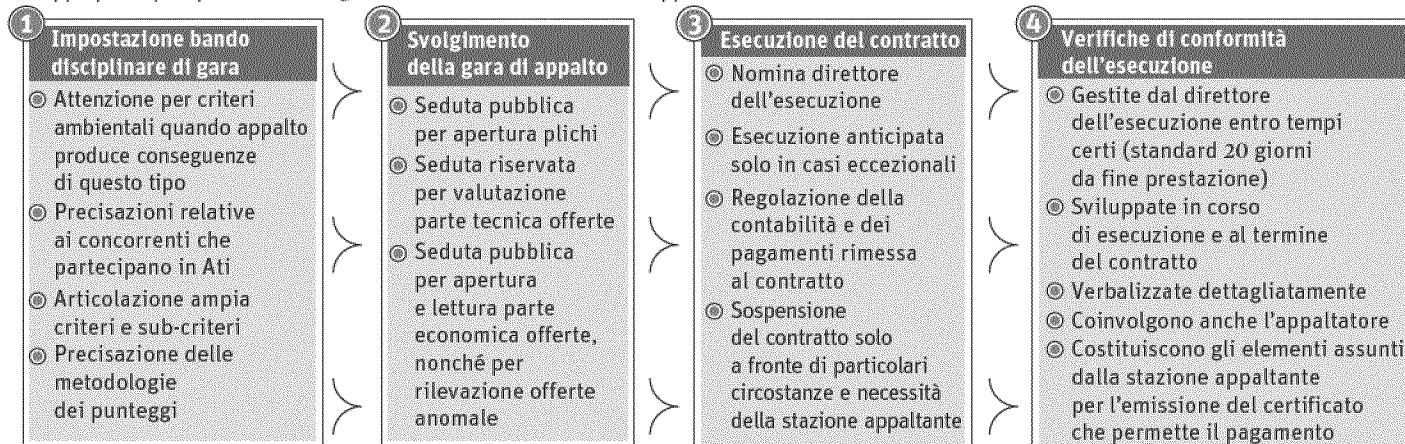 1
Impostazione bando
disciplinare di gara
Attenzione per criteri
ambientali quando appalto
produce conseguenze
di questo tipo
Precisazioni relative
ai concorrenti che
partecipano in Ati
Articolazione ampia
criteri e sub-criteri
Precisazione delle
metodologie
dei punteggi
2
Svolgimento
della gara di appalto
Seduta pubblica
per apertura plichi
Seduta riservata
per valutazione
parte tecnica offerte
Seduta pubblica
per apertura
e lettura parte
economica offerte,
nonché per
rilevazione offerte
anomale
3
Esecuzione del contratto
Nomina direttore
dell'esecuzione
Esecuzione anticipata
solo in casi eccezionali
Regolazione della
contabilità e dei
pagamenti rimessa
al contratto
Sospensione
del contratto solo
a fronte di particolari
circostanze e necessità
della stazione appaltante
4
Verifiche di conformità
dell'esecuzione
Gestite dal direttore
dell'esecuzione entro tempi
certi (standard 20 giorni
da fine prestazione)
Sviluppate in corso
di esecuzione e al termine
del contratto
Verbalizzate dettagliatamente
Coinvolgono anche l'appaltatore
Costituiscono gli elementi assunti
dalla stazione appaltante
per l'emissione del certificato
che permette il pagamento